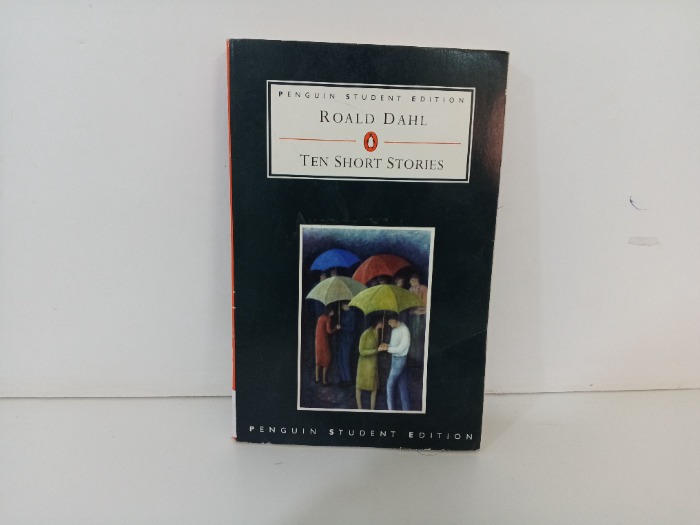 PENGUIN STUDENT EDITION
ROALD DAHL
TEN SHORT STORIES
PENGUIN STUDENT EDITION